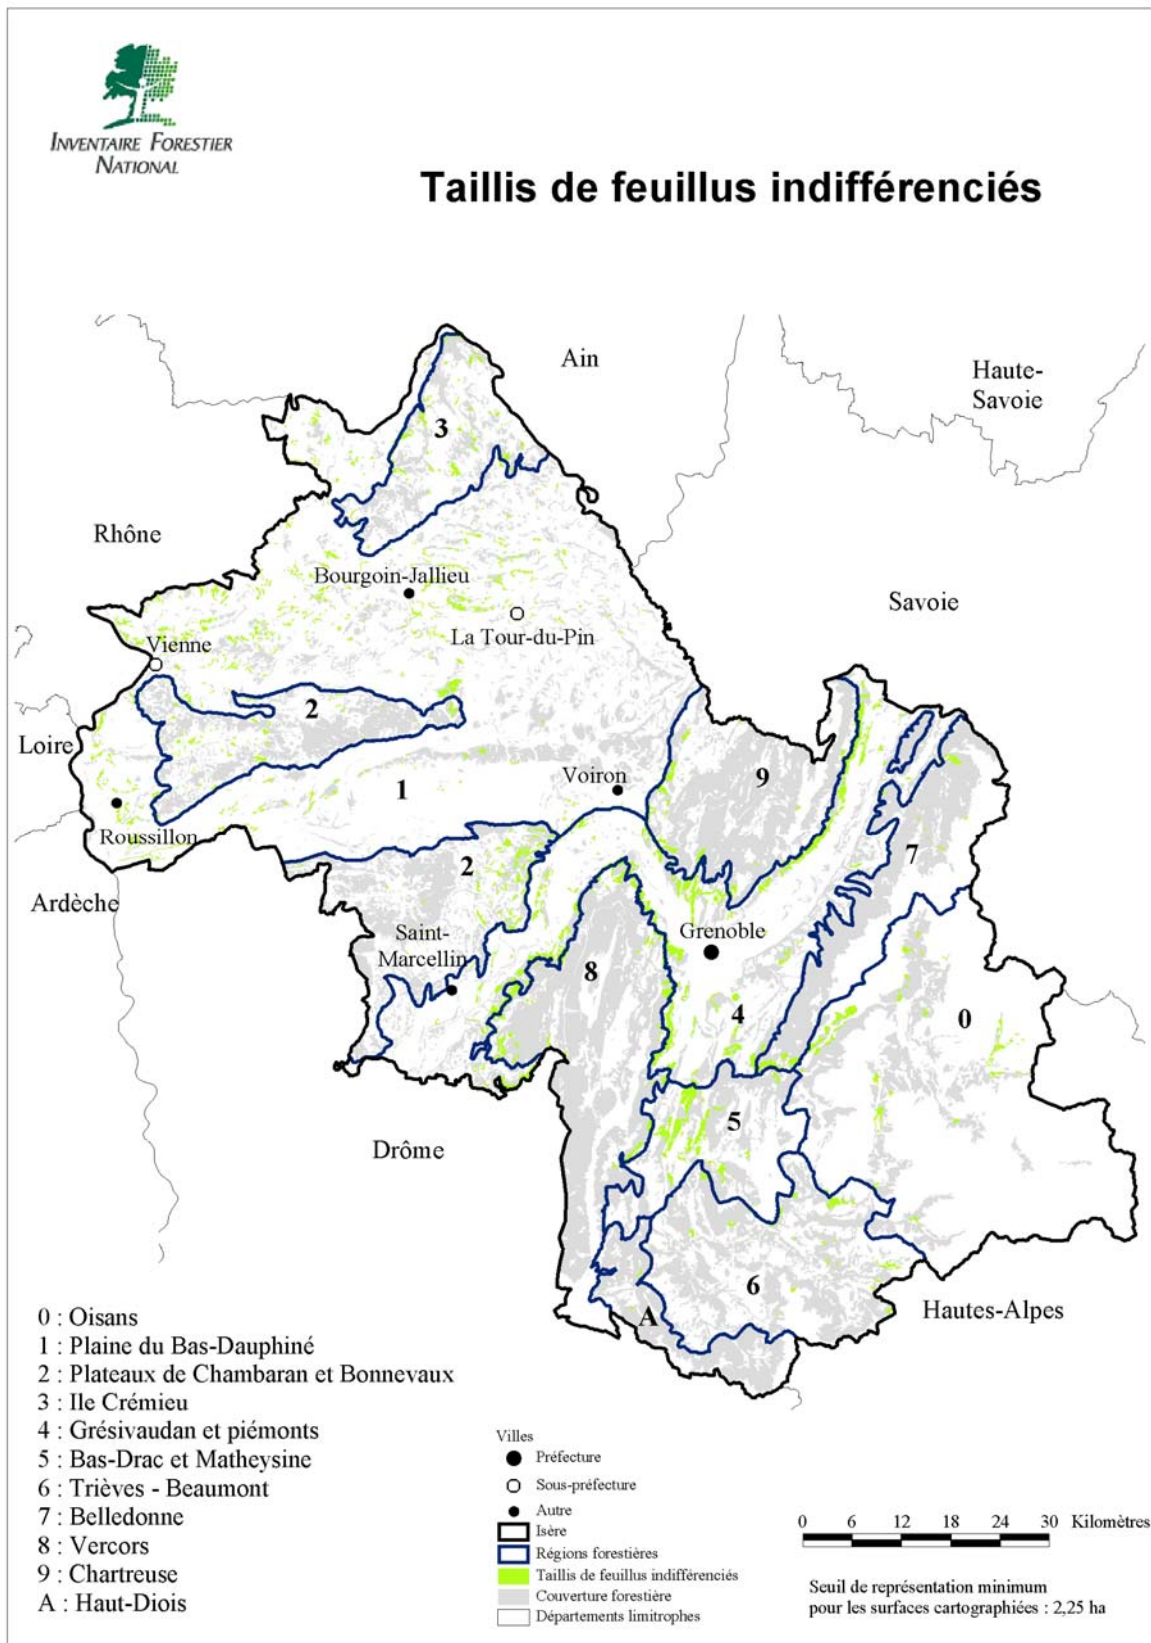 INVENTAIRE FORESTIER
NATIONAL
Taillis de feuillus indifférenciés
Ain
Haute-
Savoie
3
Rhône
Bourgoin-Jallieu
Savoie
La Tour-du-Pin
Vienne
2
Loire
1
Voiron
9
Roussillon
2
7
Ardèche
Saint-
Marcellin
Grenoble
8
4
0
5
Drôme
6
A
Hautes-Alpes
0 : Oisans
1 : Plaine du Bas-Dauphiné
2 : Plateaux de Chambaran et Bonnevaux
3 : Ile Crémieu
4 : Grésivaudan et piémonts
5 : Bas-Drac et Matheysine
6 : Trièves - Beaumont
7 : Belledonne
8 : Vercors
9 : Chartreuse
A : Haut-Diois
Villes
Préfecture
Sous-préfecture
Autre
Isère
Régions forestières
Taillis de feuillus indifférenciés
Couverture forestière
Départements limitrophes
0 6 12 18 24 30 Kilomètres
Seuil de représentation minimum
pour les surfaces cartographiées : 2,25 ha